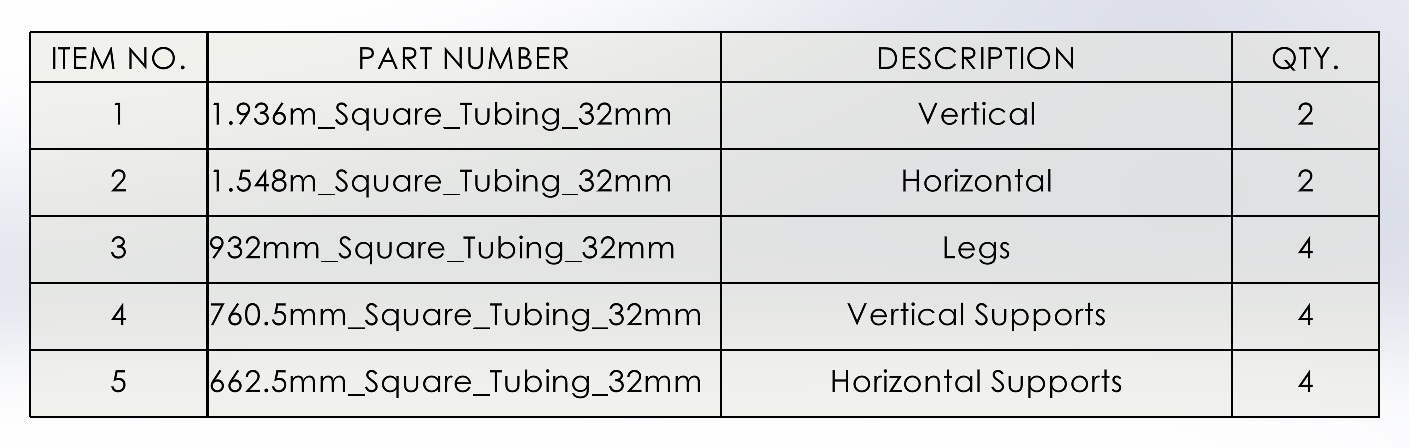 ITEM NO. PART NUMBER DESCRIPTION QTY.
1 1.936m_Square_Tubing_32mm Vertical 2
2 1.548m_Square_Tubing_32mm Horizontal 2
3 932mm_Square_Tubing_32mm Legs 4
4 760.5mm_Square_Tubing_32mm Vertical Supports 4
5 662.5mm_Square_Tubing_32mm Horizontal Supports 4